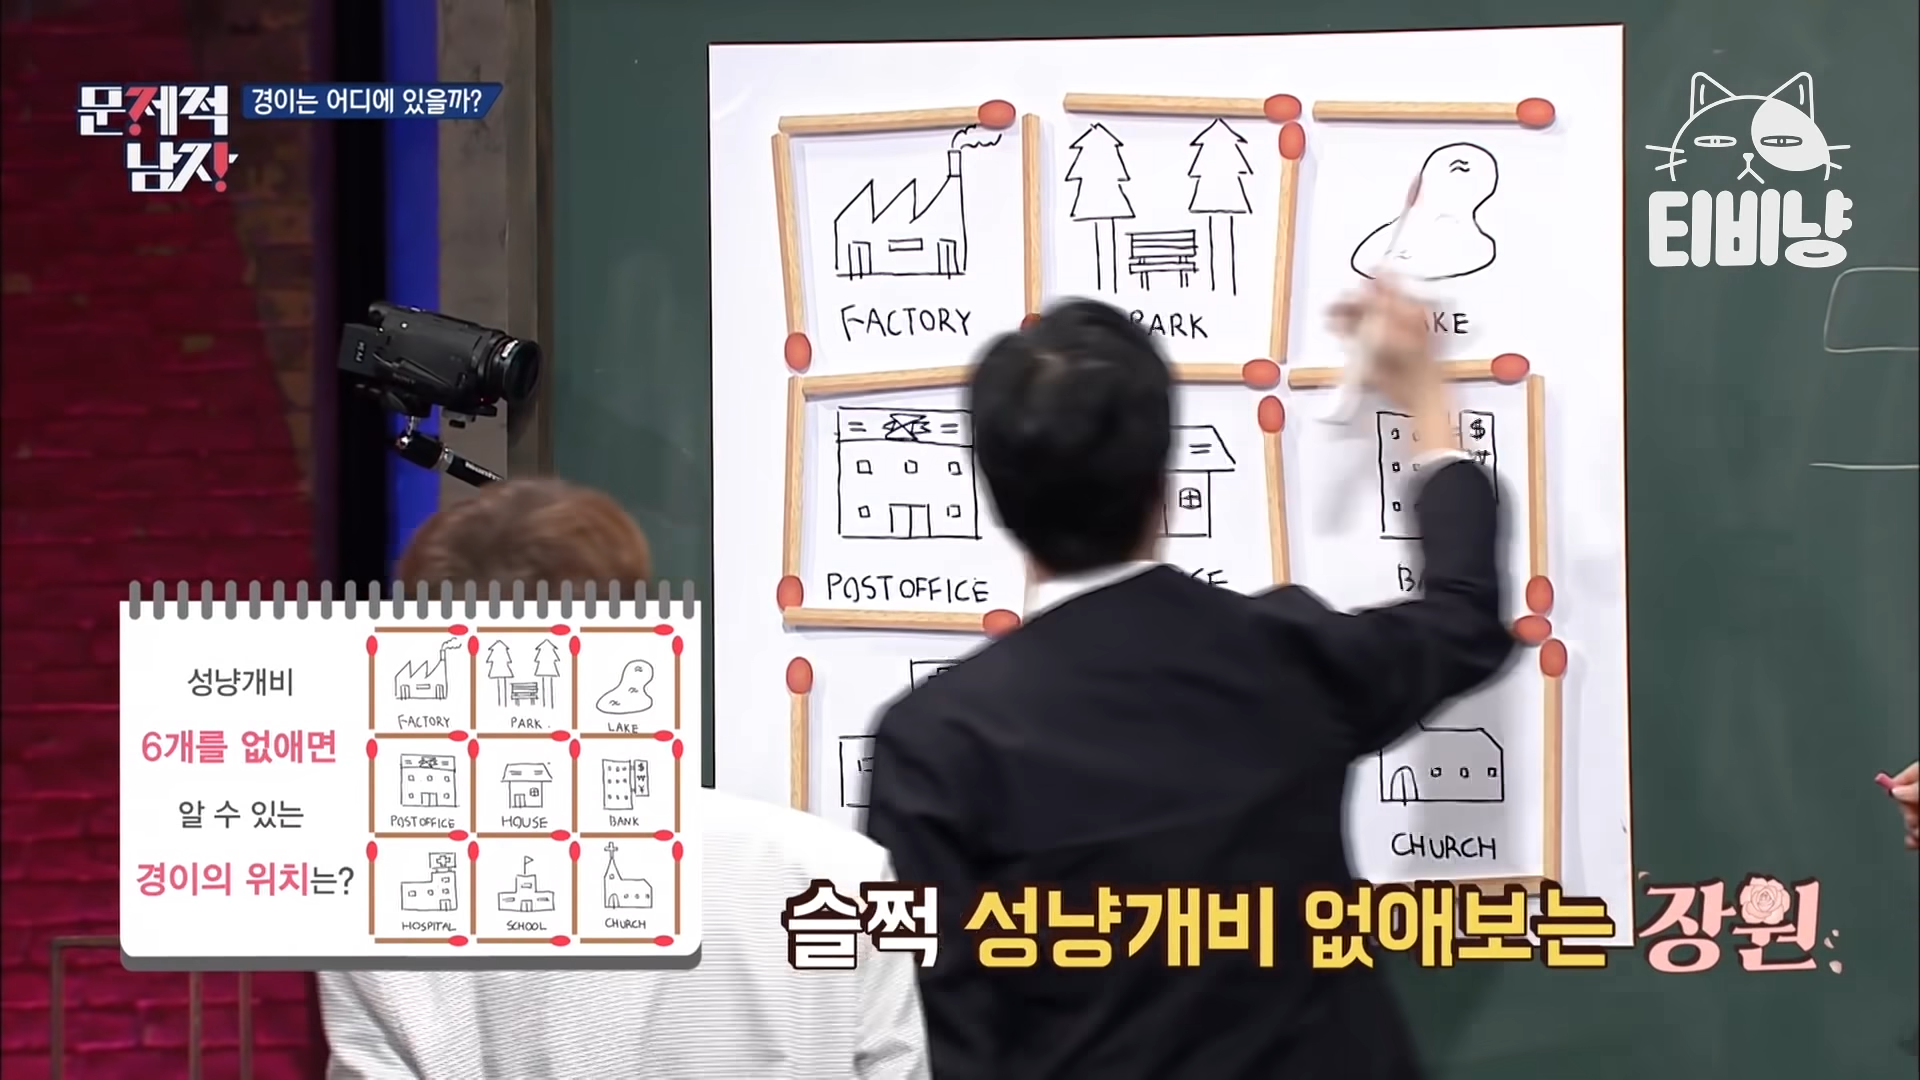 문제적
남자
경이는 어디에 있을까?
티비냥
FACTORY
PARK
KE
$
POST OFFICE
CHURCH
성냥개비
6개를 없애면
알 수 있는
경이의 위치는?
FACTORY
PARK
LAKE
POST OFFICE
HOUSE
BANK
HOSPITAL
SCHOOL
CHURCH
슬쩍 성냥개비 없애보는 장원